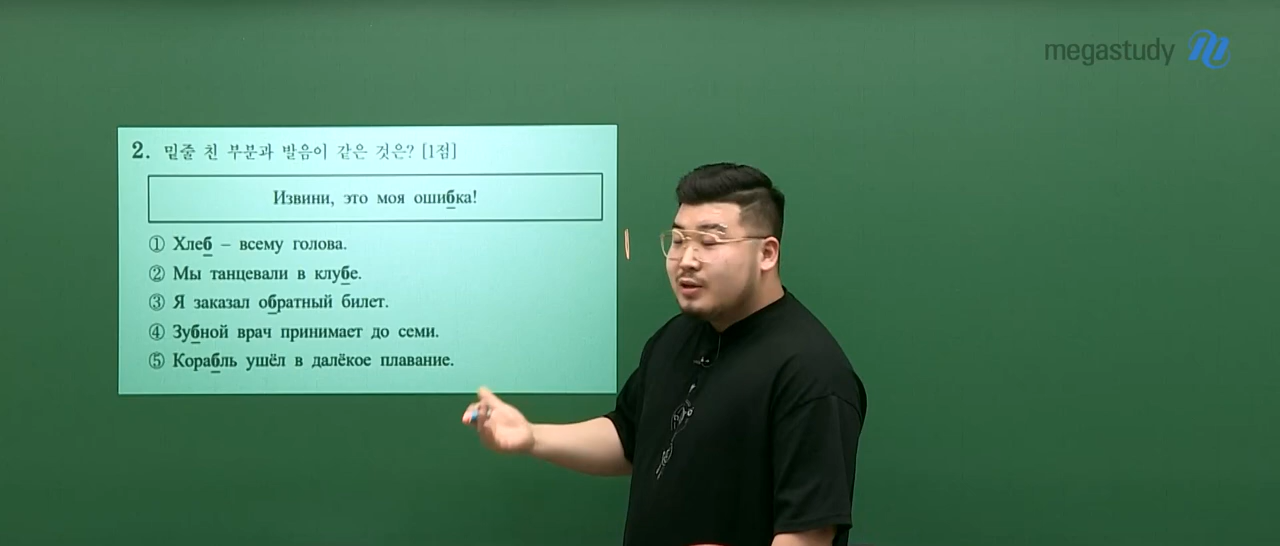 megastudy
2. 밑줄 친 부분과 발음이 같은 것은? [1점]
Извини, это моя ошибка!
① Хлеб – всему голова.
② Мы танцевали в клубе.
③ Я заказал обратный билет.
④ Зубной врач принимает до семи.
⑤ Корабль ушёл в далёкое плавание.